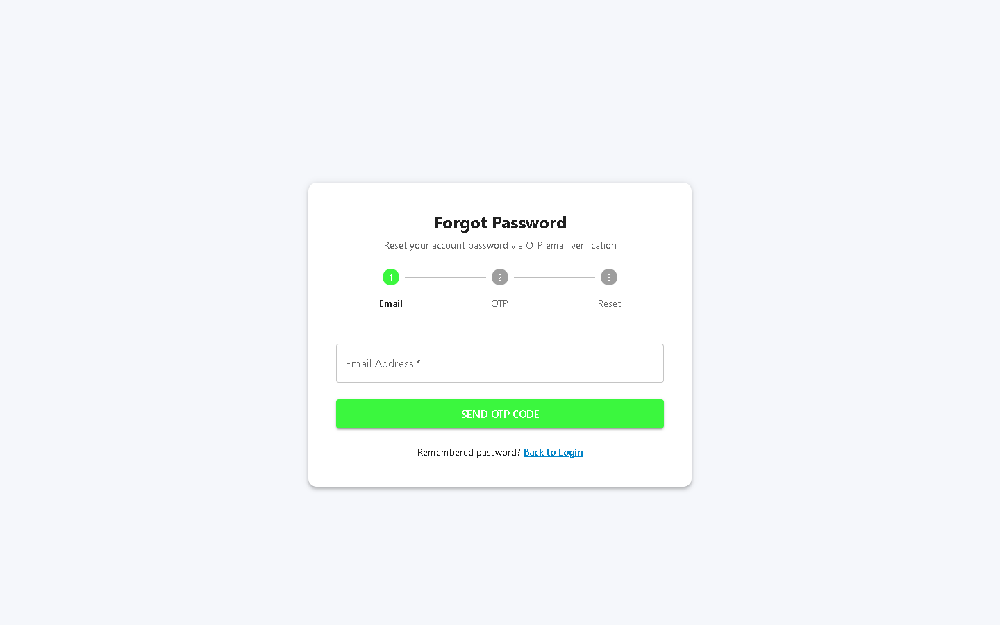 Forgot Password
Reset your account password via OTP email verification
1 2 3
Email OTP Reset
Email Address *
SEND OTP CODE
Remembered password? Back to Login